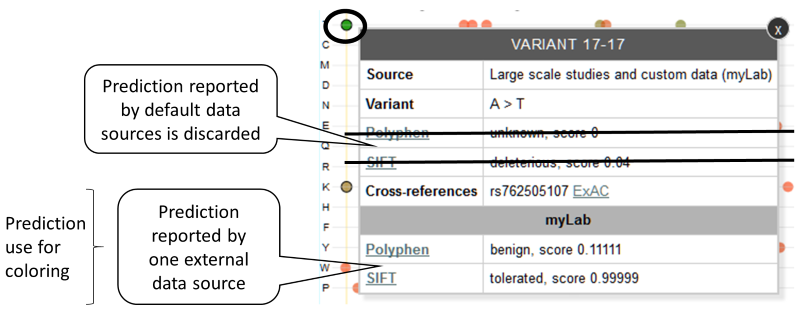 X
VARIANT 17-17
C
M
D
N
E
Q
R
K
H
F
Y
W
P
Source Large scale studies and custom data (myLab)
Variant A > T
Polyphen unknown, score 0
SIFT deleterious, score 0.04
Cross-references rs762505107 ExAC
myLab
Polyphen benign, score 0.11111
SIFT tolerated, score 0.99999
Prediction reported
by default data
sources is discarded
Prediction
use for
coloring
Prediction
reported by
one external
data source